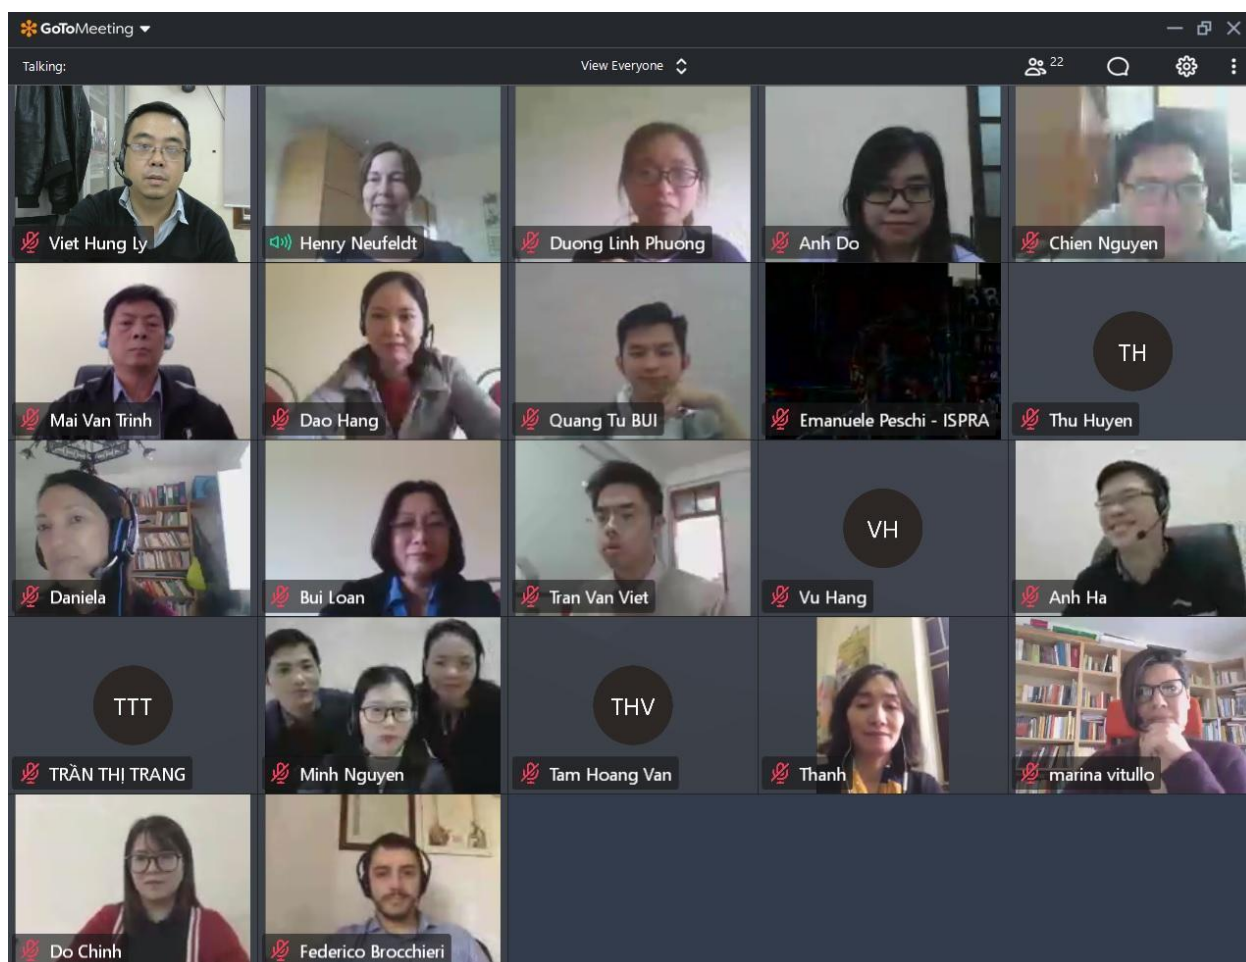 GoToMeeting
Talking:
View Everyone
22
Viet Hung Ly
Henry Neufeldt
Duong Linh Phuong
Anh Do
Chien Nguyen
Mai Van Trinh
Dao Hang
Quang Tu BUI
Emanuele Peschi - ISPRA
TH
Thu Huyen
Daniela
Bui Loan
Tran Van Viet
VH
Vu Hang
Anh Ha
TTT
TRẦN THỊ TRANG
Minh Nguyen
THV
Tam Hoang Van
Thanh
marina vitullo
Do Chinh
Federico Brocchieri